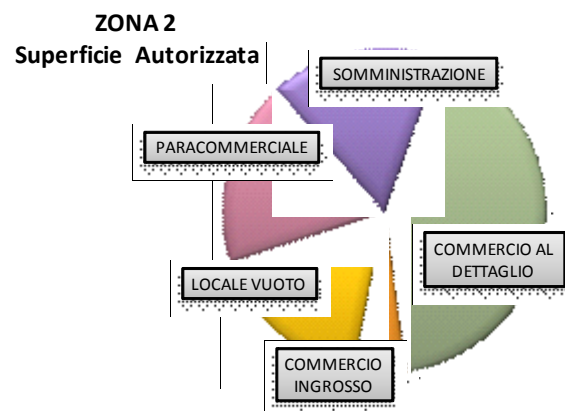 ZONA 2
Superficie Autorizzata
SOMMINISTRAZIONE
PARACOMMERCIALE
COMMERCIO AL
DETTAGLIO
LOCALE VUOTO
COMMERCIO
INGROSSO